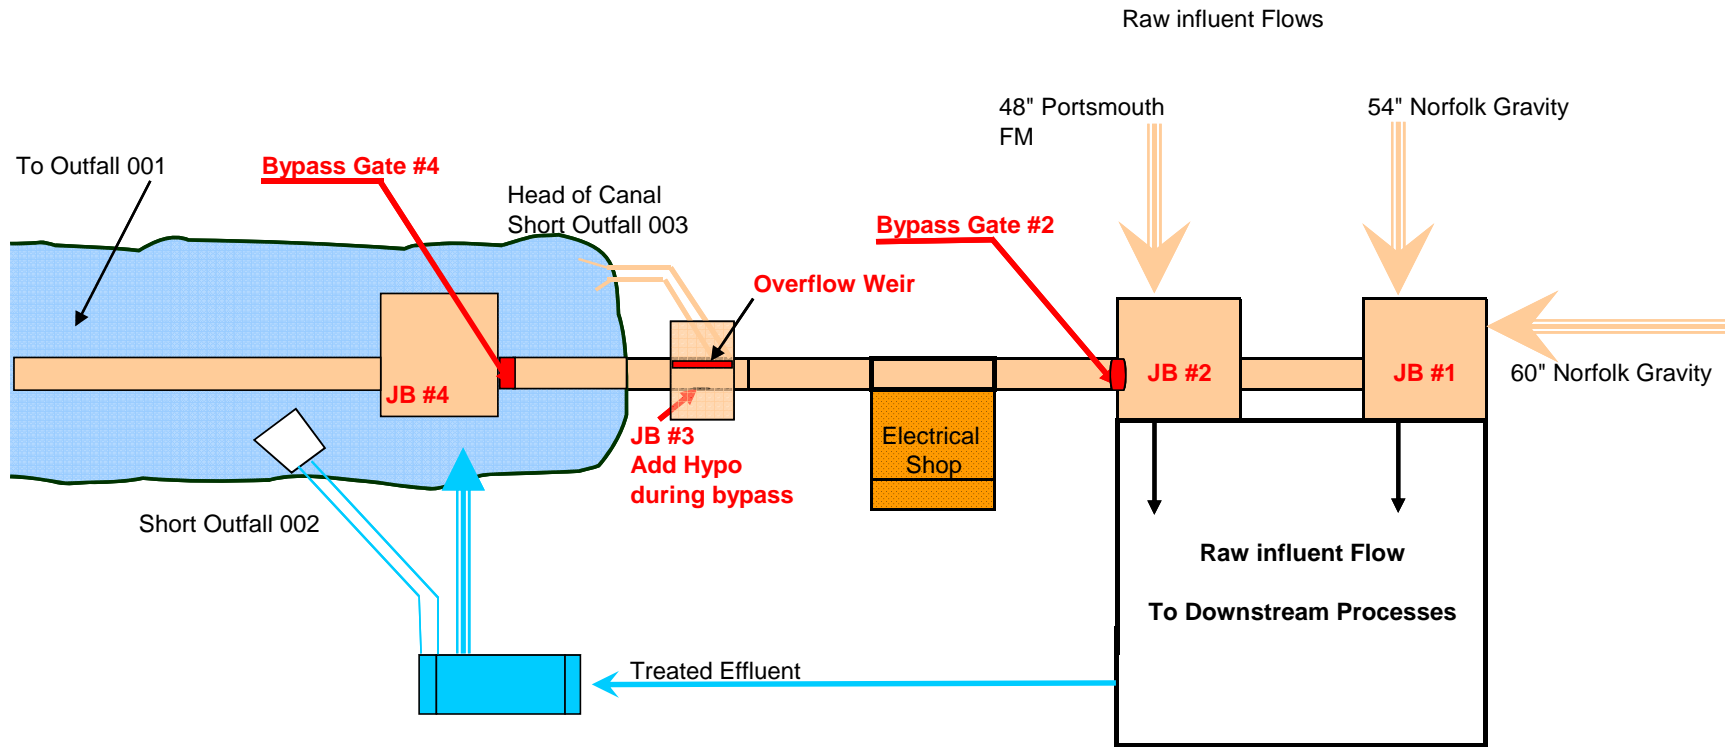 Raw influent Flows
48" Portsmouth
FM
54" Norfolk Gravity
To Outfall 001
Bypass Gate #4
Head of Canal
Short Outfall 003
Bypass Gate #2
Overflow Weir
JB #4
JB #2
JB #1
60" Norfolk Gravity
JB #3
Add Hypo
during bypass
Electrical
Shop
Short Outfall 002
Raw influent Flow
To Downstream Processes
Treated Effluent